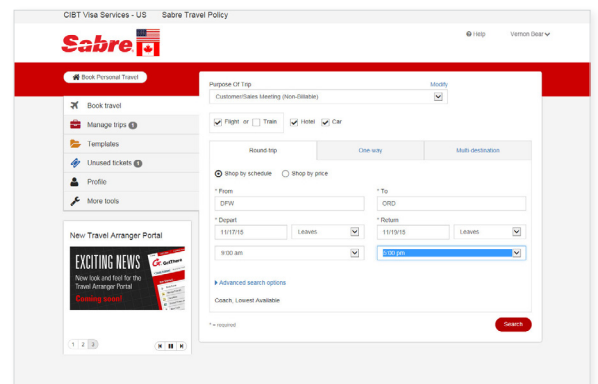 CIBT Visa Services - US Sabre Travel Policy
Sabre
Help Vernon Bear
Book Personal Travel
Book travel
Manage trips 1
Templates
Unused tickets 1
Profile
More tools
New Travel Arranger Portal
EXCITING NEWS
New look and feel for the
Travel Arranger Portal
Coming soon!
GetThere
1 2 3
Purpose Of Trip Modify
Customer/Sales Meeting (Non-Billable)
Flight or Train Hotel Car
Round-trip One-way Multi-destination
Shop by schedule Shop by price
* From * To
DFW ORD
* Depart * Return
11/17/15 Leaves 11/19/15 Leaves
9:00 am 5:00 pm
Advanced search options
Coach, Lowest Available
* = required Search